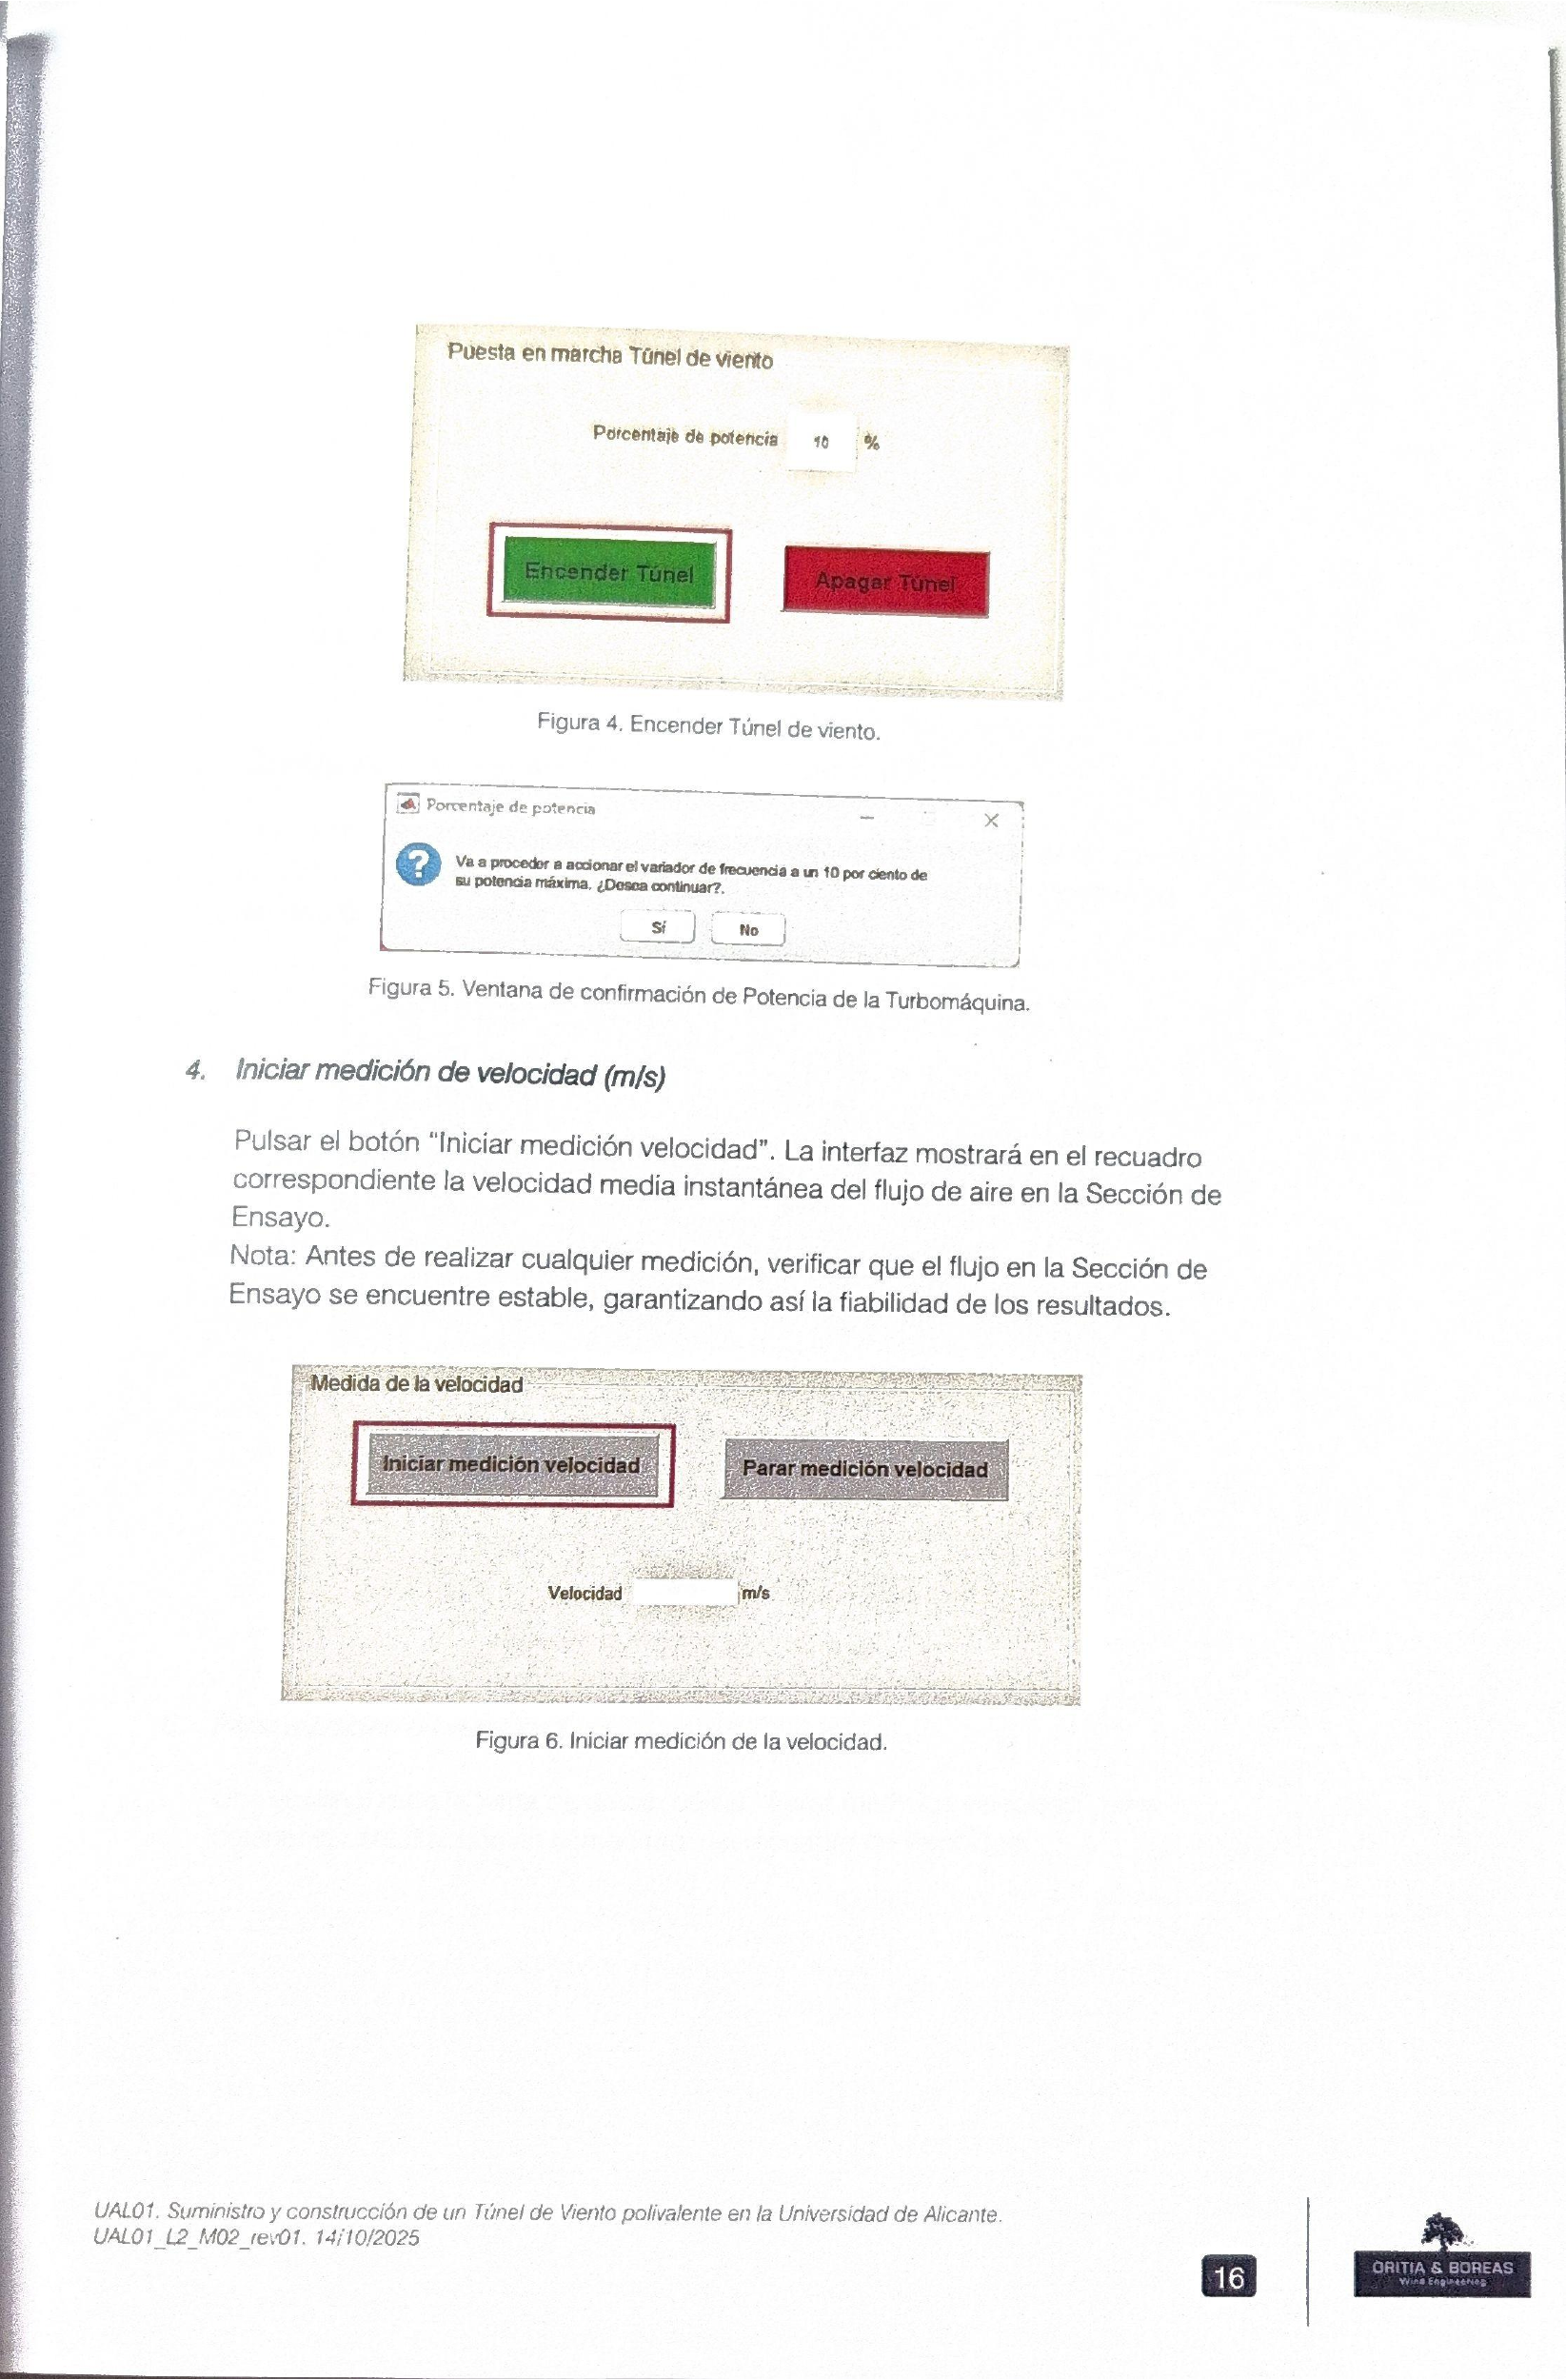 Puesta en marcha Túnel de viento
Porcentaje de potencia 10 %
Encender Túnel
Apagar Túnel
Figura 4. Encender Túnel de viento.
Porcentaje de potencia
Va a proceder a accionar el variador de frecuencia a un 10 por ciento de
su potencia máxima. ¿Desea continuar?.
Sí
No
Figura 5. Ventana de confirmación de Potencia de la Turbomáquina.
4. Iniciar medición de velocidad (m/s)
Pulsar el botón "Iniciar medición velocidad". La interfaz mostrará en el recuadro
correspondiente la velocidad media instantánea del flujo de aire en la Sección de
Ensayo.
Nota: Antes de realizar cualquier medición, verificar que el flujo en la Sección de
Ensayo se encuentre estable, garantizando así la fiabilidad de los resultados.
Medida de la velocidad
Iniciar medición velocidad
Parar medición velocidad
Velocidad m/s
Figura 6. Iniciar medición de la velocidad.
UAL01. Suministro y construcción de un Túnel de Viento polivalente en la Universidad de Alicante.
UAL01_L2_M02_rev01. 14/10/2025
16
ORITIA & BOREAS
Wind Engineering